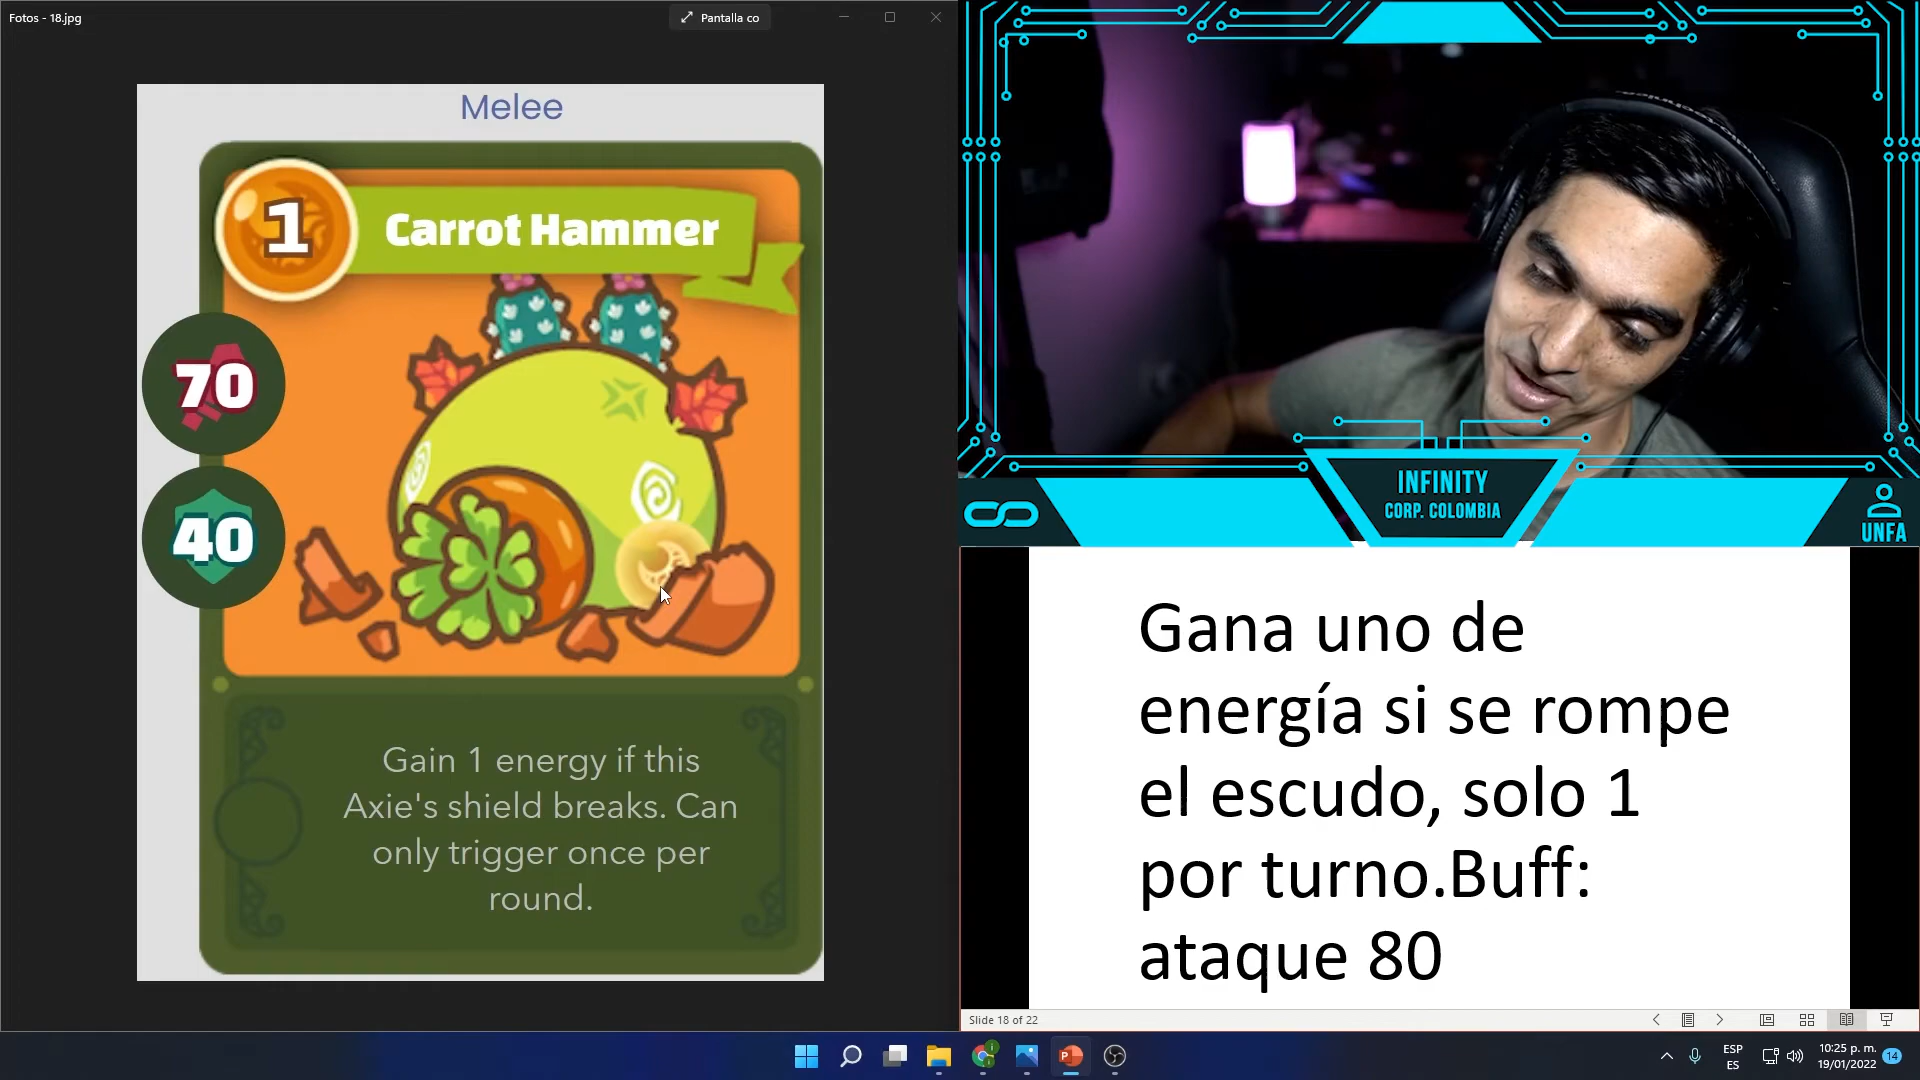 Fotos - 18.jpg
Pantalla co
Melee
1
Carrot Hammer
70
40
Gain 1 energy if this
Axie's shield breaks. Can
only trigger once per
round.
INFINITY
CORP. COLOMBIA
UNFA
Gana uno de
energía si se rompe
el escudo, solo 1
por turno.Buff:
ataque 80
Slide 18 of 22
ESP
ES
10:25 p. m.
19/01/2022
14